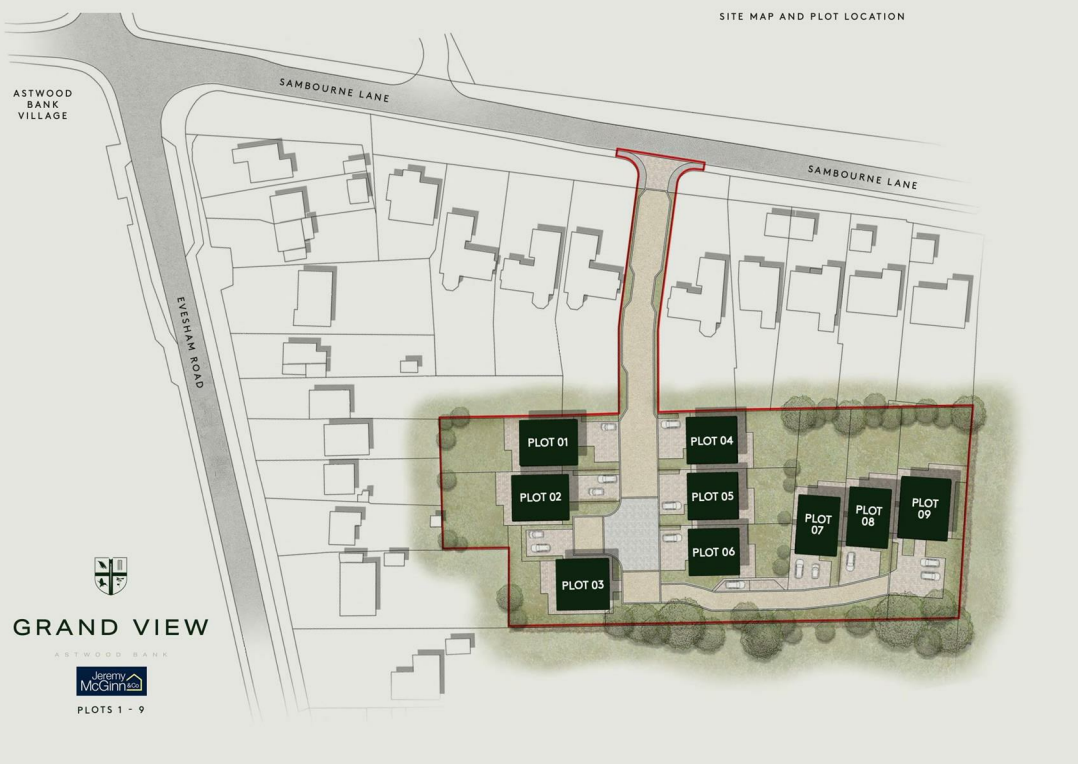 SITE MAP AND PLOT LOCATION
ASTWOOD
BANK
VILLAGE
SAMBOURNE LANE
SAMBOURNE LANE
EVESHAM ROAD
PLOT 01
PLOT 04
PLOT 02
PLOT 05
PLOT 03
PLOT 06
PLOT
07
PLOT
08
PLOT
09
GRAND VIEW
ASTWOOD BANK
Jeremy
McGinn &Co
PLOTS 1 - 9